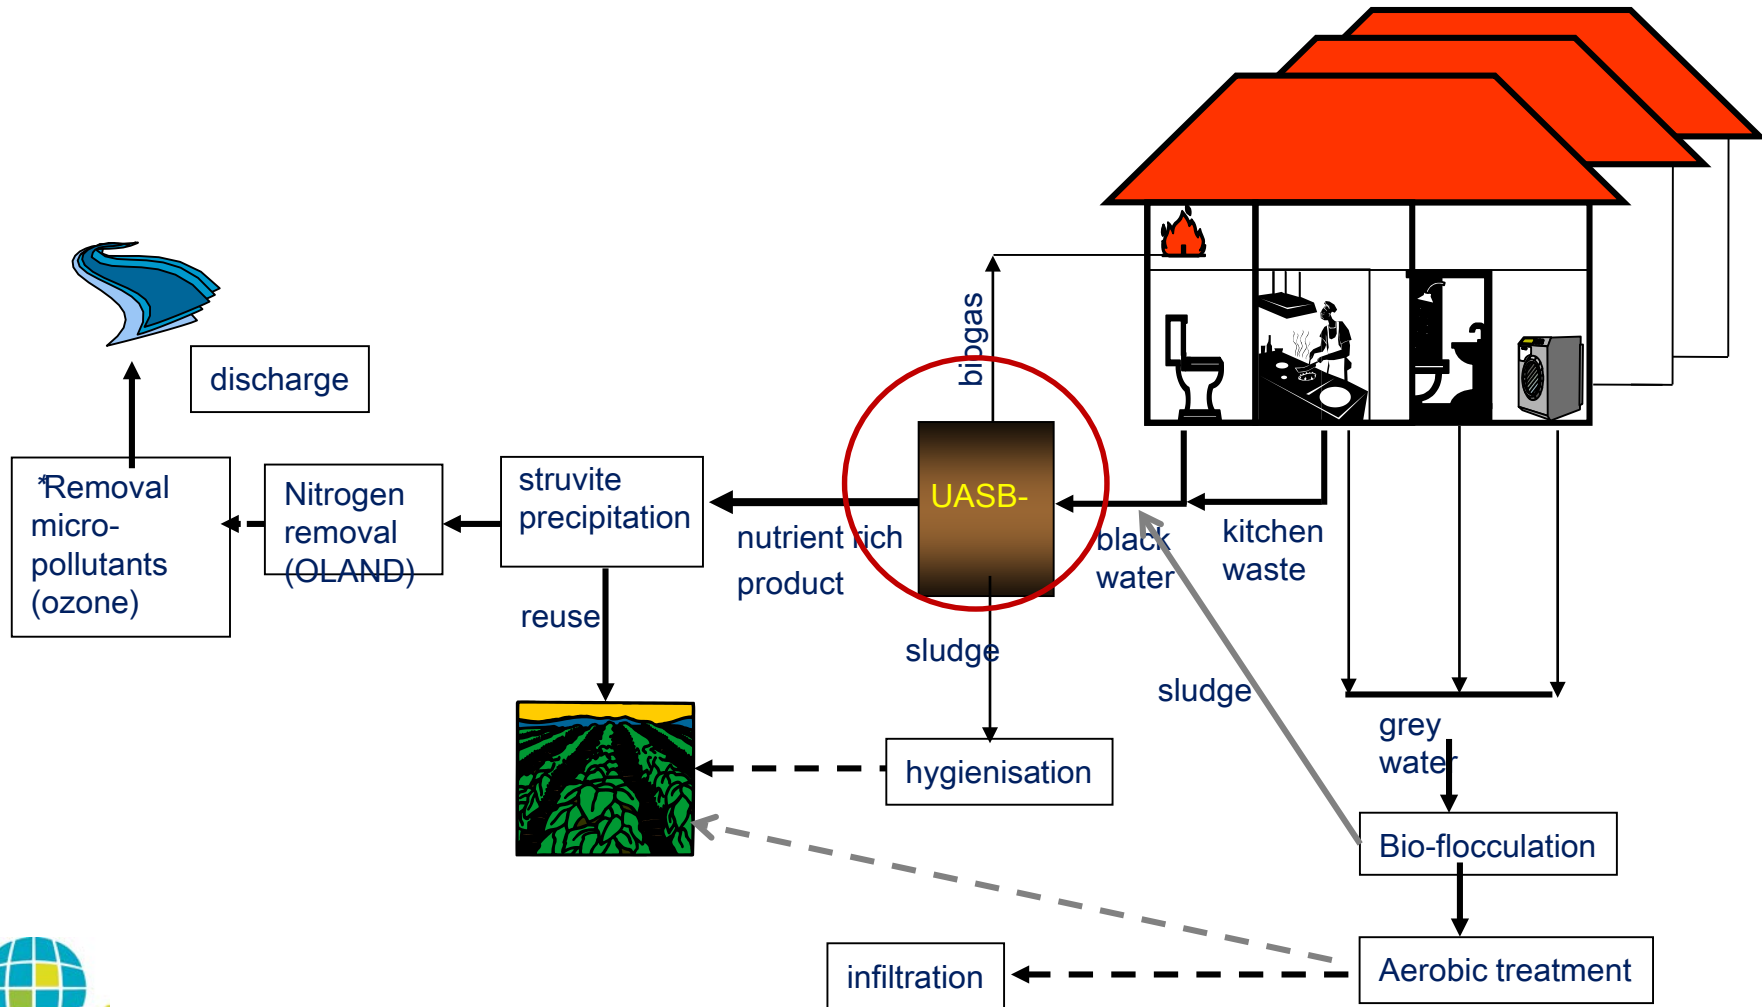 biogas
discharge
*Removal
micro-
pollutants
(ozone)
Nitrogen
removal
(OLAND)
struvite
precipitation
UASB-
nutrient rich
product
black
water
kitchen
waste
reuse
sludge
sludge
grey
water
hygienisation
Bio-flocculation
infiltration
Aerobic treatment